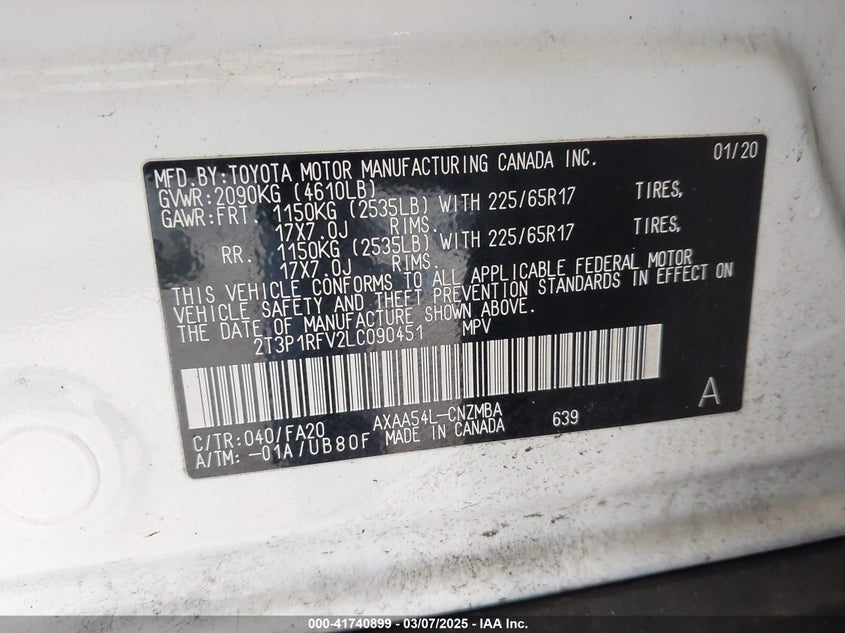 MFD.BY:TOYOTA MOTOR MANUFACTURING CANADA INC. 01/20
GVWR:2090KG (4610LB)
GAWR:FRT 1150KG (2535LB) WITH 225/65R17 TIRES,
17X7.0J RIMS.
RR. 1150KG (2535LB) WITH 225/65R17 TIRES,
17X7.0J RIMS.
THIS VEHICLE CONFORMS TO ALL APPLICABLE FEDERAL MOTOR
VEHICLE SAFETY AND THEFT PREVENTION STANDARDS IN EFFECT ON
THE DATE OF MANUFACTURE SHOWN ABOVE.
2T3P1RFV2LC090451 MPV
A
C/TR:040/FA20 AXAA54L-CNZMBA 639
A/TM: -01A/UB80F MADE IN CANADA
000-41740899 — 03/07/2025 — IAA Inc.